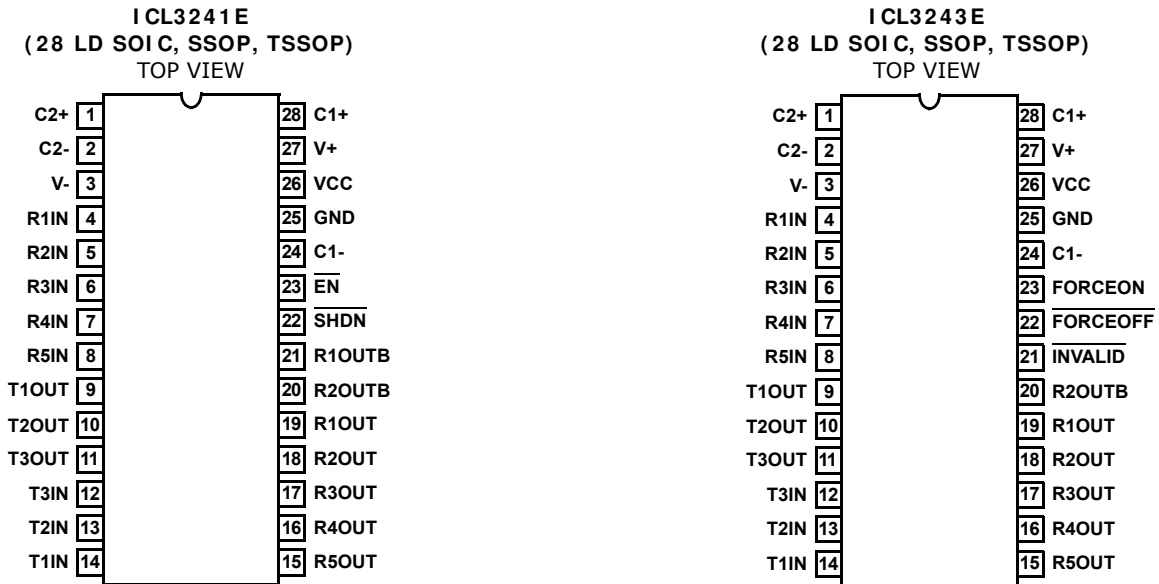 ICL3241E
(28 LD SOIC, SSOP, TSSOP)
TOP VIEW
C2+ 1
C2- 2
V- 3
R1IN 4
R2IN 5
R3IN 6
R4IN 7
R5IN 8
T1OUT 9
T2OUT 10
T3OUT 11
T3IN 12
T2IN 13
T1IN 14
28 C1+
27 V+
26 VCC
25 GND
24 C1-
23 EN
22 SHDN
21 R1OUTB
20 R2OUTB
19 R1OUT
18 R2OUT
17 R3OUT
16 R4OUT
15 R5OUT
ICL3243E
(28 LD SOIC, SSOP, TSSOP)
TOP VIEW
C2+ 1
C2- 2
V- 3
R1IN 4
R2IN 5
R3IN 6
R4IN 7
R5IN 8
T1OUT 9
T2OUT 10
T3OUT 11
T3IN 12
T2IN 13
T1IN 14
28 C1+
27 V+
26 VCC
25 GND
24 C1-
23 FORCEON
22 FORCEOFF
21 INVALID
20 R2OUTB
19 R1OUT
18 R2OUT
17 R3OUT
16 R4OUT
15 R5OUT